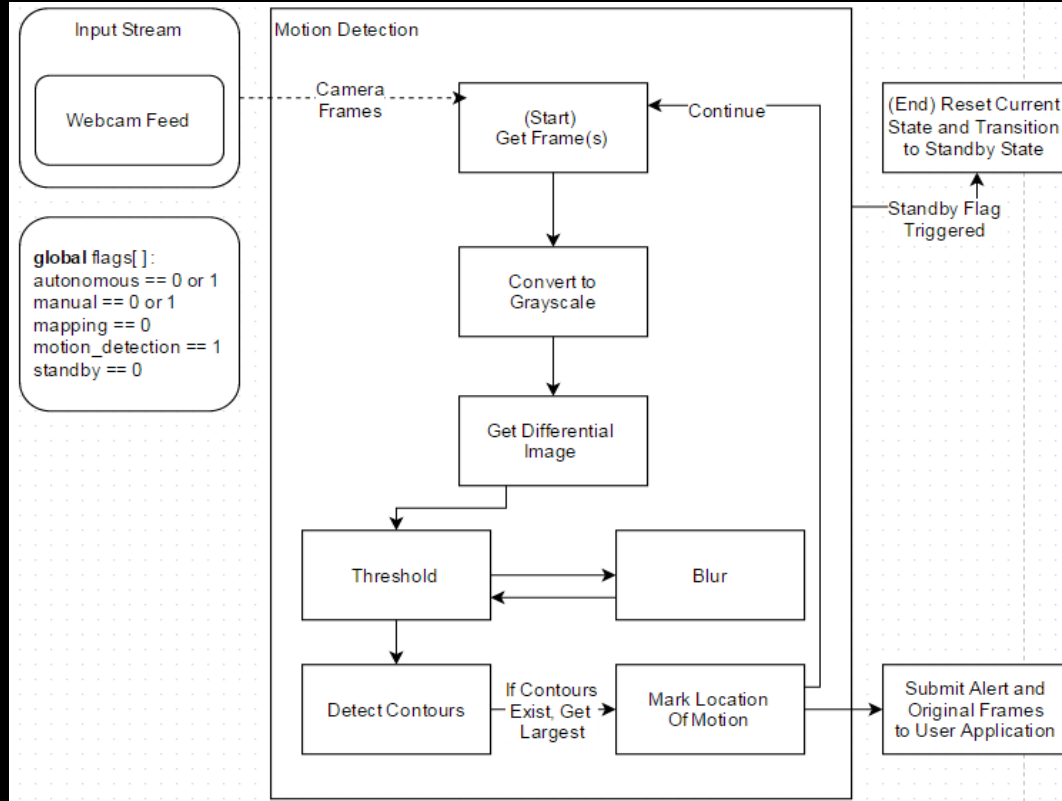 Input Stream
Webcam Feed
global flags[ ]:
autonomous == 0 or 1
manual == 0 or 1
mapping == 0
motion_detection == 1
standby == 0
Motion Detection
Camera
Frames
(Start)
Get Frame(s)
Continue
Convert to
Grayscale
Get Differential
Image
Threshold
Blur
Detect Contours
If Contours
Exist, Get
Largest
Mark Location
Of Motion
(End) Reset Current
State and Transition
to Standby State
Standby Flag
Triggered
Submit Alert and
Original Frames
to User Application